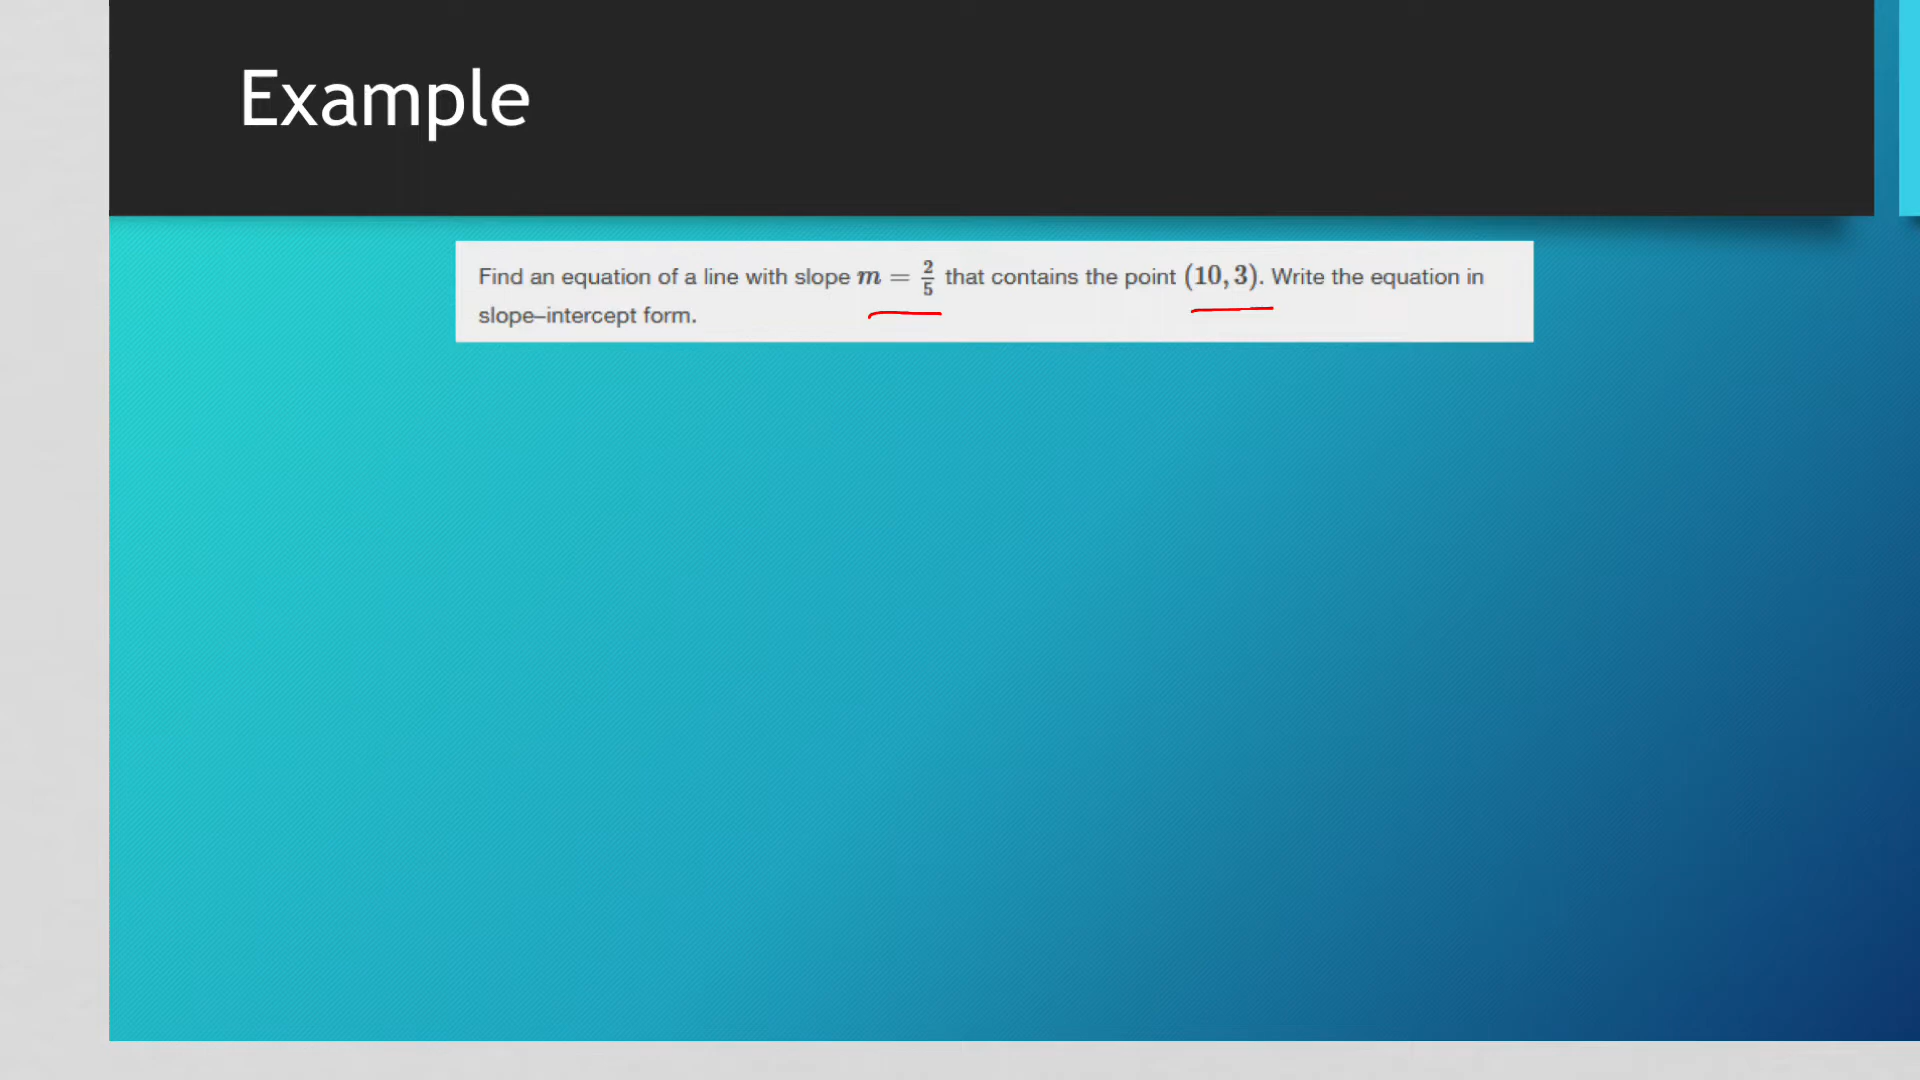 Example
Find an equation of a line with slope m = 2/5 that contains the point (10, 3). Write the equation in
slope–intercept form.